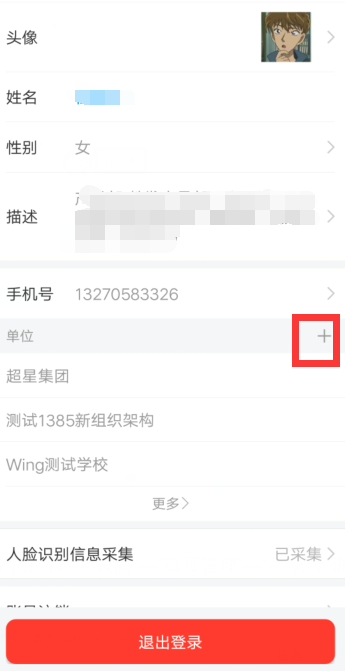 头像
姓名
性别 女
描述
手机号 13270583326
单位
超星集团
测试1385新组织架构
Wing测试学校
更多
人脸识别信息采集 已采集
退出登录